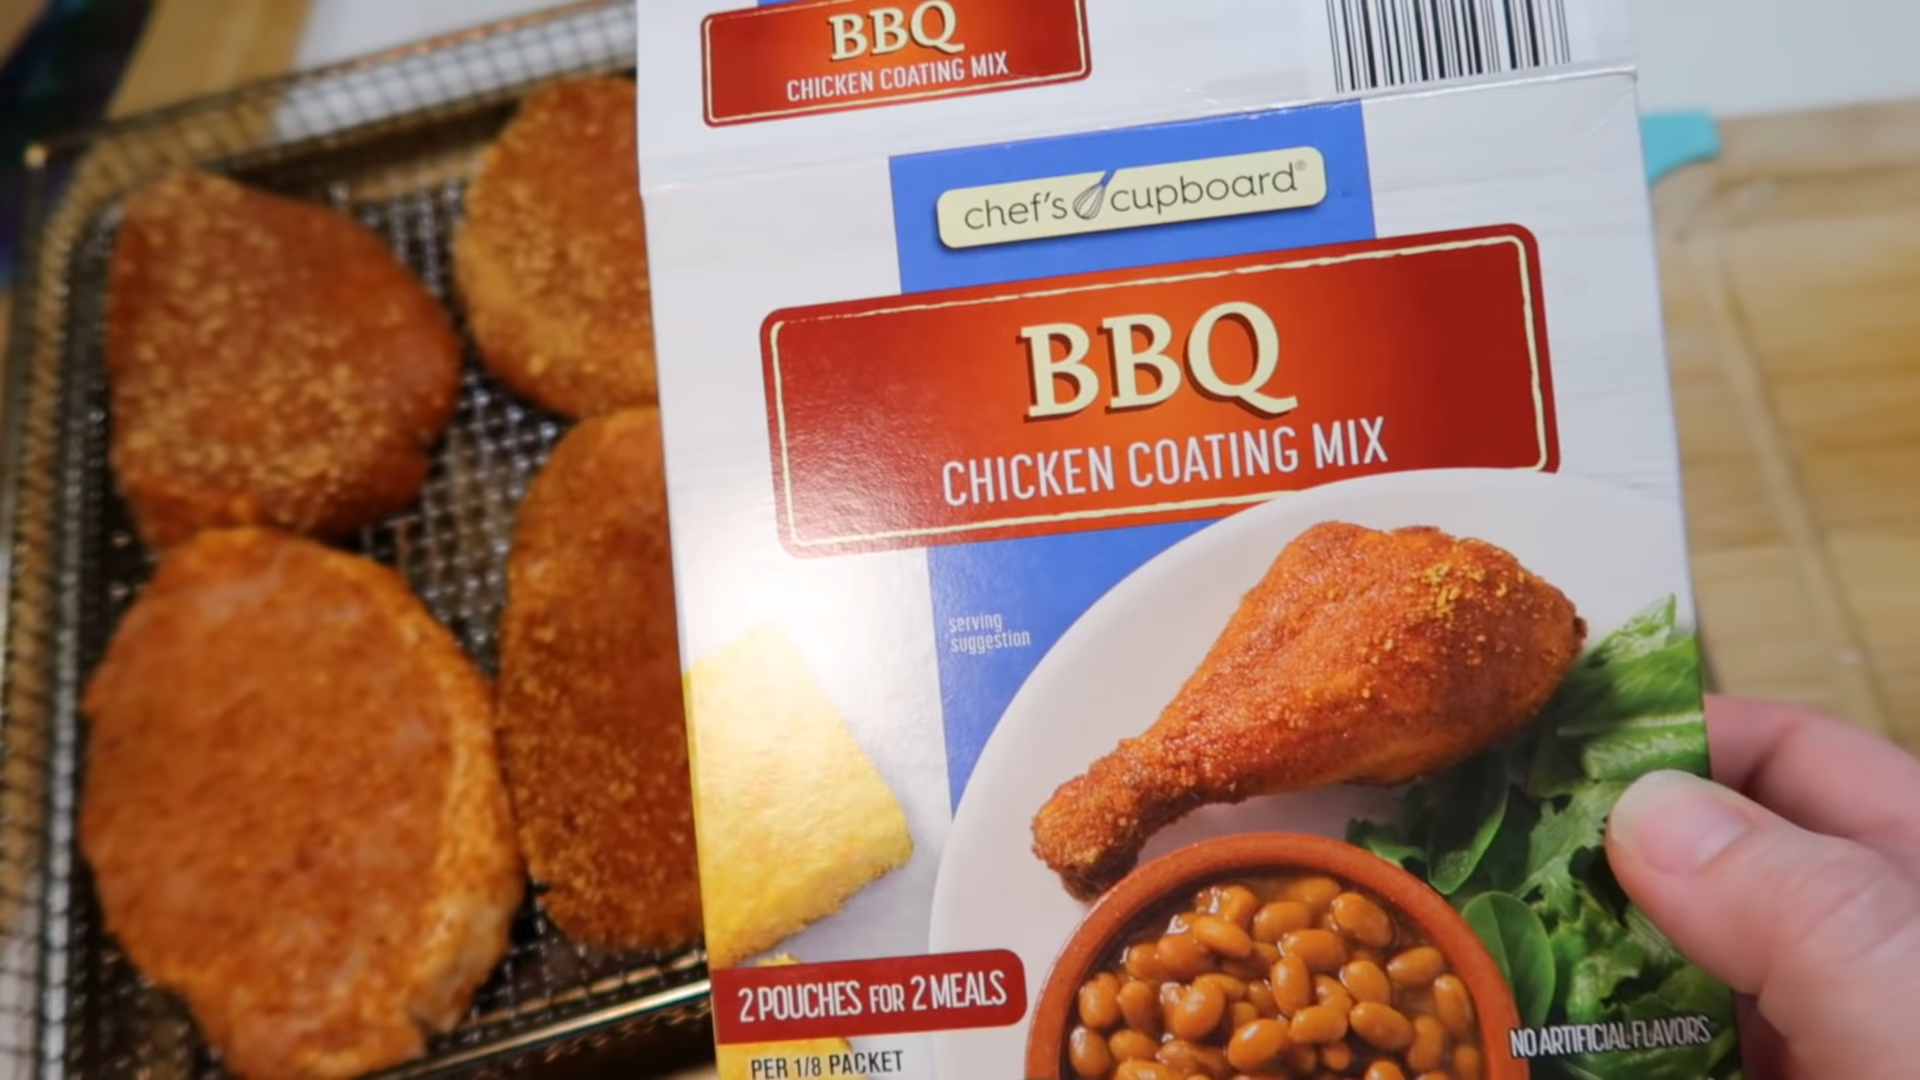 BBQ
CHICKEN COATING MIX
chef's cupboard®
BBQ
CHICKEN COATING MIX
serving
suggestion
2 POUCHES FOR 2 MEALS
PER 1/8 PACKET
NO ARTIFICIAL FLAVORS